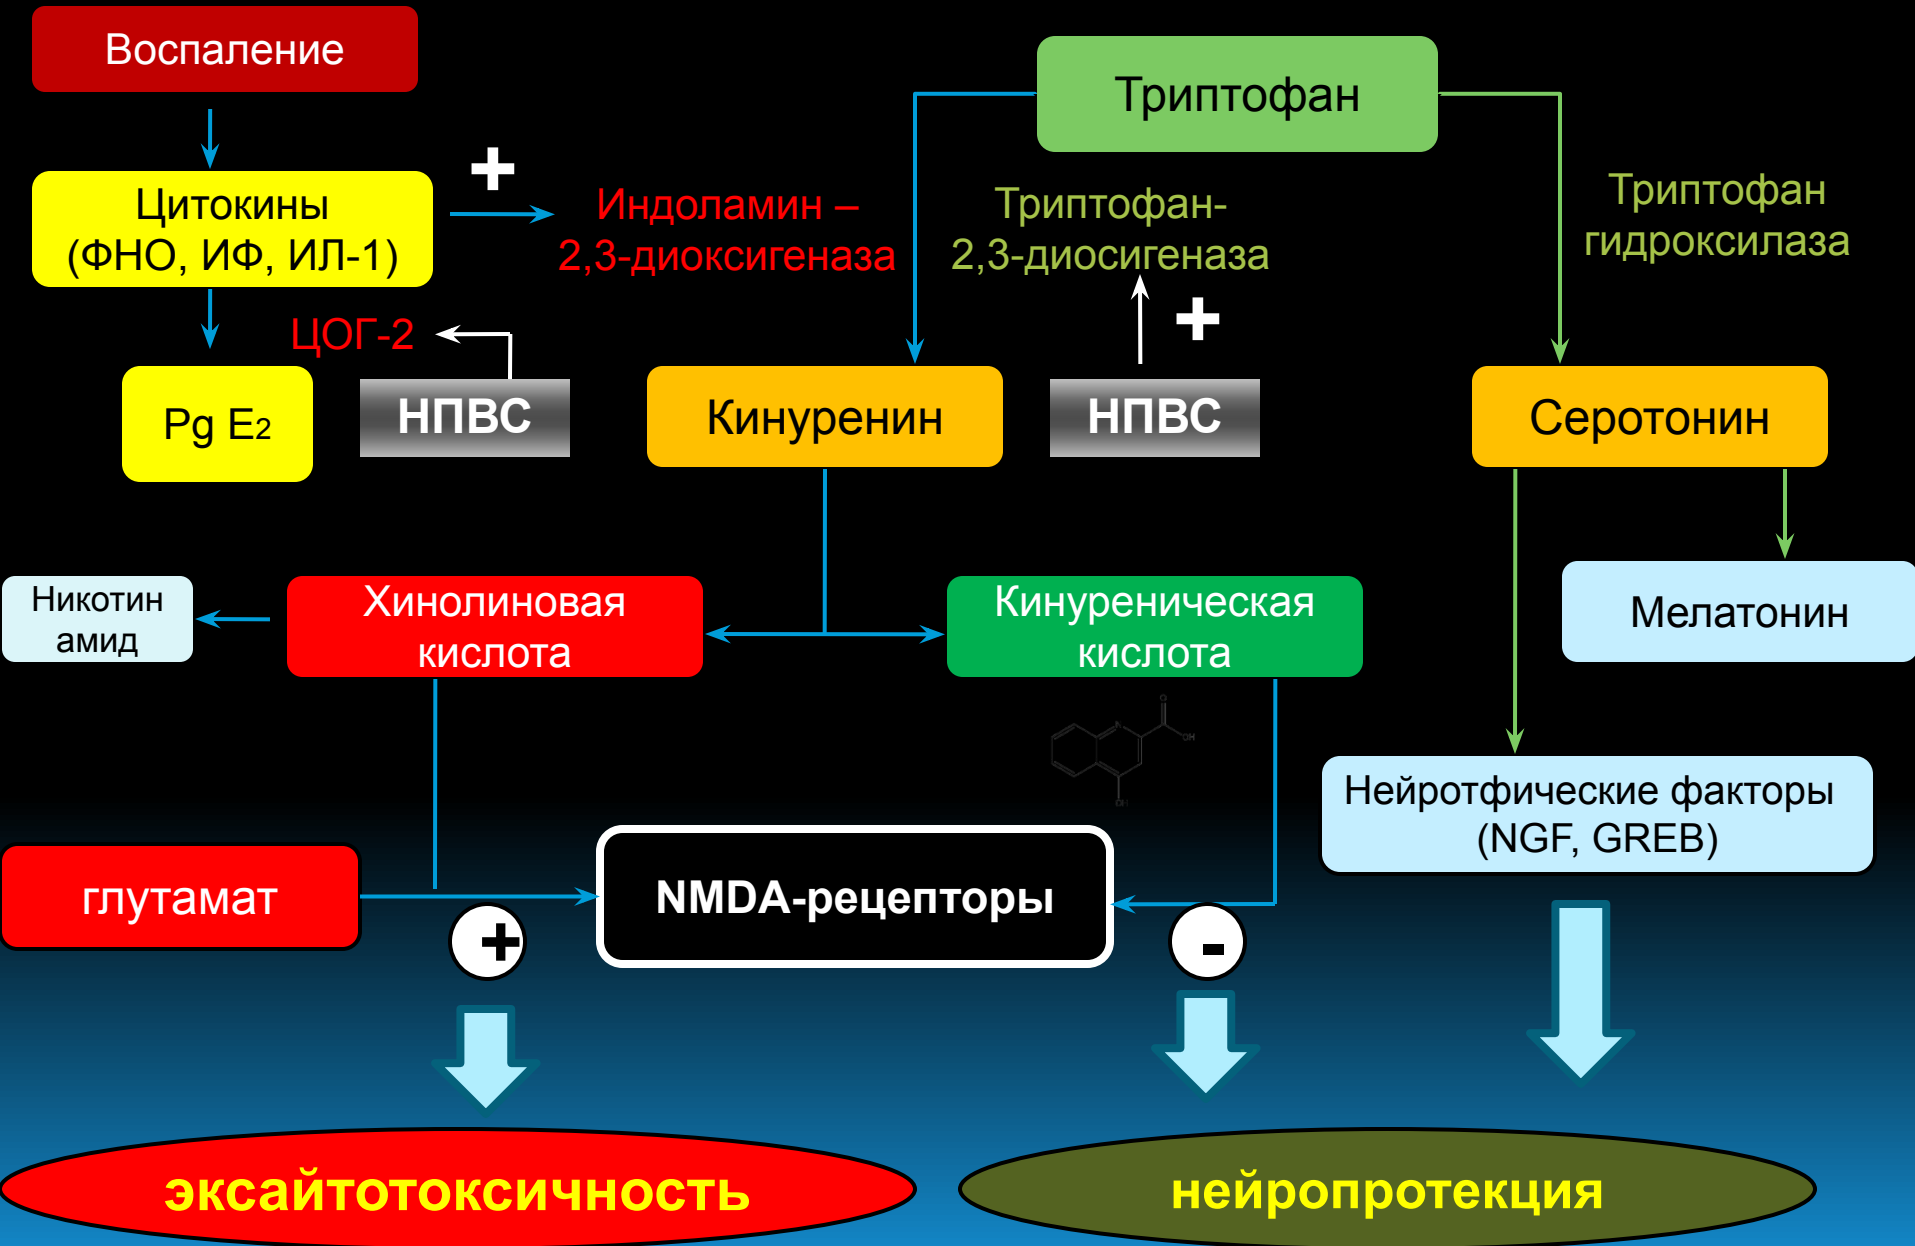 Воспаление
Триптофан
+
Цитокины
(ФНО, ИФ, ИЛ-1)
Индоламин –
2,3-диоксигеназа
Триптофан-
2,3-диосигеназа
Триптофан
гидроксилаза
+
ЦОГ-2
Pg E2
НПВС
Кинуренин
НПВС
Серотонин
Никотин
амид
Хинолиновая
кислота
Кинуреническая
кислота
Мелатонин
O
N
OH
OH
Нейротфические факторы
(NGF, GREB)
глутамат
NMDA-рецепторы
+
-
эксайтотоксичность
нейропротекция